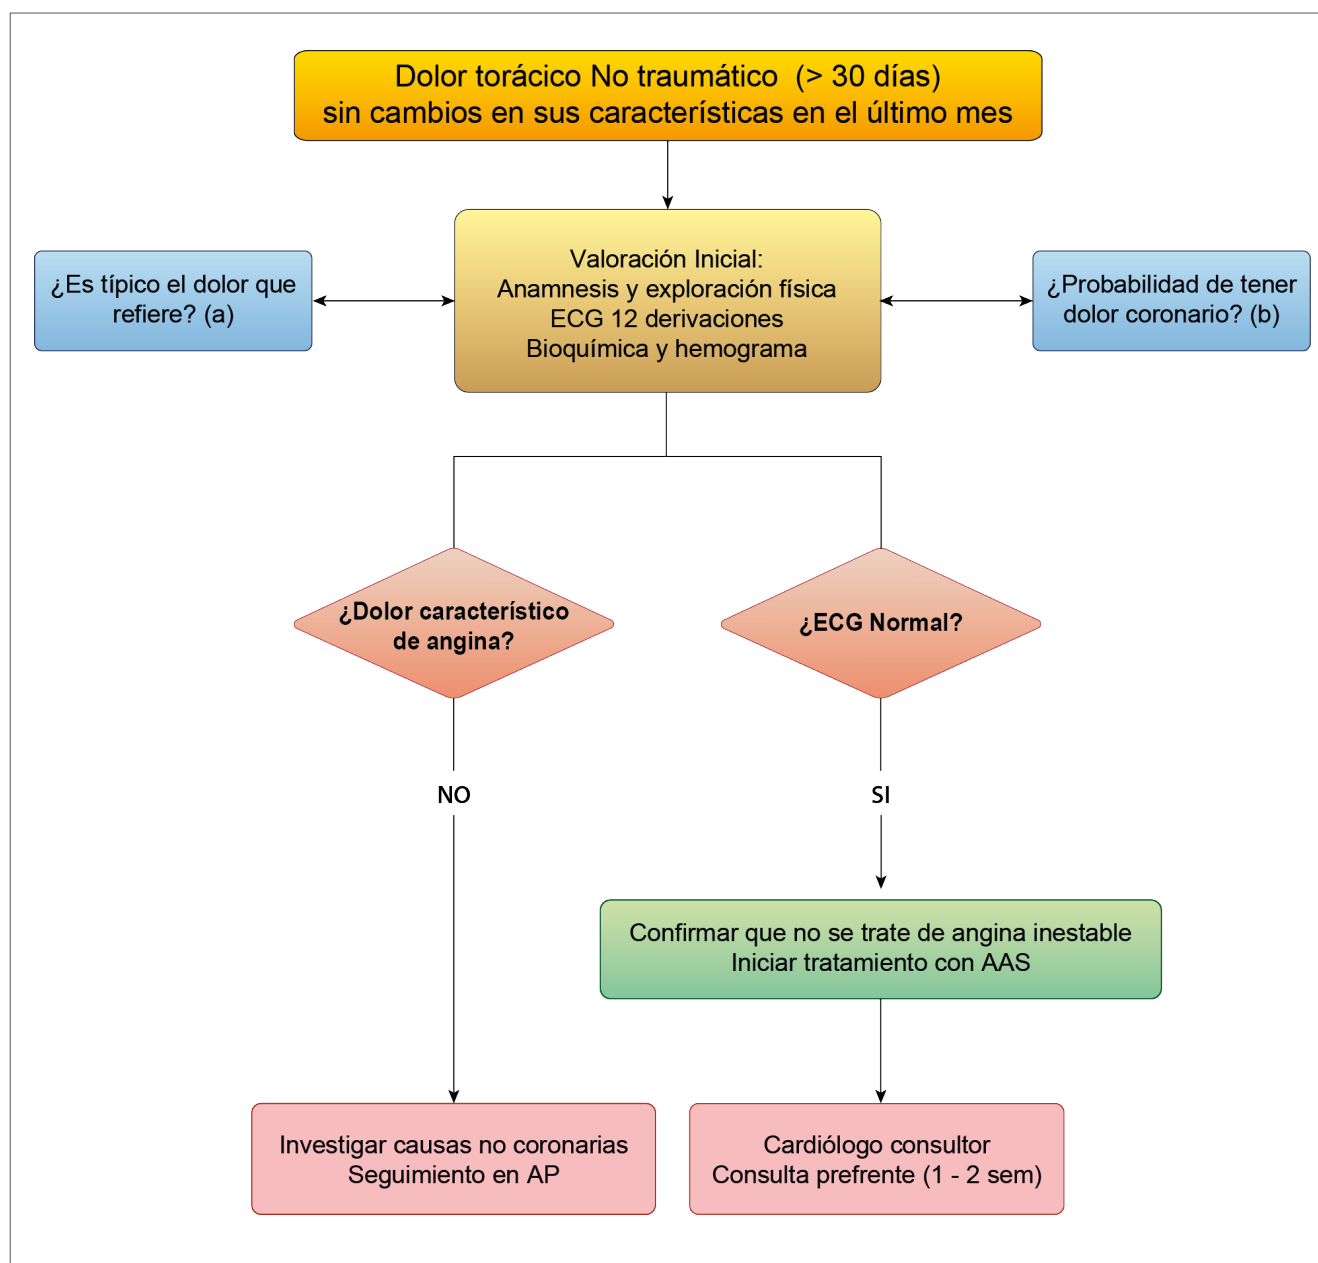 Dolor torácico No traumático (> 30 días)
sin cambios en sus características en el último mes
¿Es típico el dolor que
refiere? (a)
Valoración Inicial:
Anamnesis y exploración física
ECG 12 derivaciones
Bioquímica y hemograma
¿Probabilidad de tener
dolor coronario? (b)
¿Dolor característico
de angina?
¿ECG Normal?
NO
SI
Confirmar que no se trate de angina inestable
Iniciar tratamiento con AAS
Investigar causas no coronarias
Seguimiento en AP
Cardiólogo consultor
Consulta prefrente (1 - 2 sem)